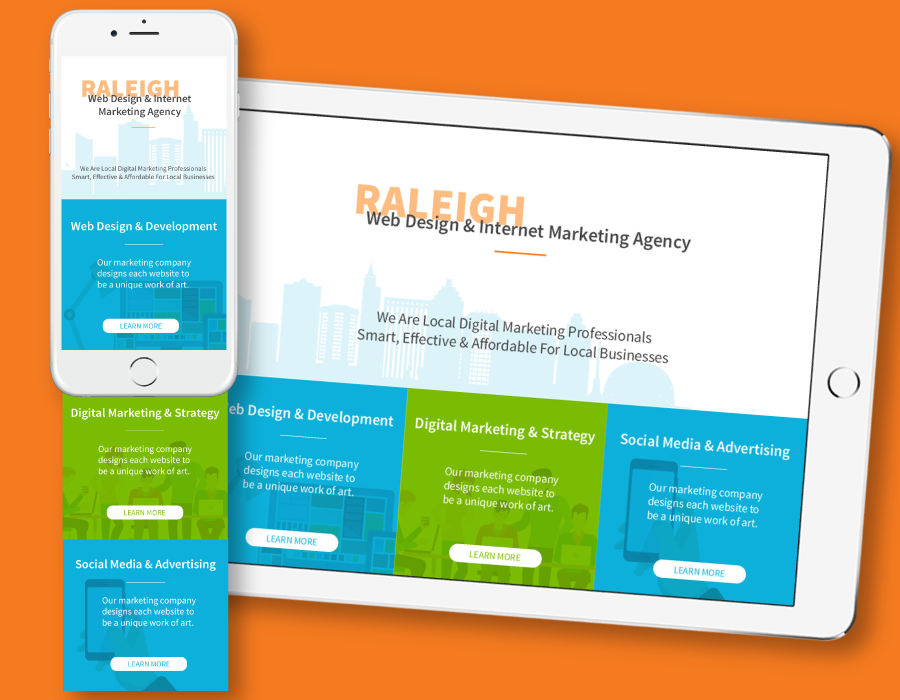 RALEIGH
Web Design & Internet
Marketing Agency
We Are Local Digital Marketing Professionals
Smart, Effective & Affordable For Local Businesses
Web Design & Development
Our marketing company
designs each website to
be a unique work of art.
LEARN MORE
Digital Marketing & Strategy
Our marketing company
designs each website to
be a unique work of art.
LEARN MORE
Social Media & Advertising
Our marketing company
designs each website to
be a unique work of art.
LEARN MORE
RALEIGH
Web Design & Internet Marketing Agency
We Are Local Digital Marketing Professionals
Smart, Effective & Affordable For Local Businesses
eb Design & Development
Our marketing company
designs each website to
be a unique work of art.
LEARN MORE
Digital Marketing & Strategy
Our marketing company
designs each website to
be a unique work of art.
LEARN MORE
Social Media & Advertising
Our marketing company
designs each website to
be a unique work of art.
LEARN MORE